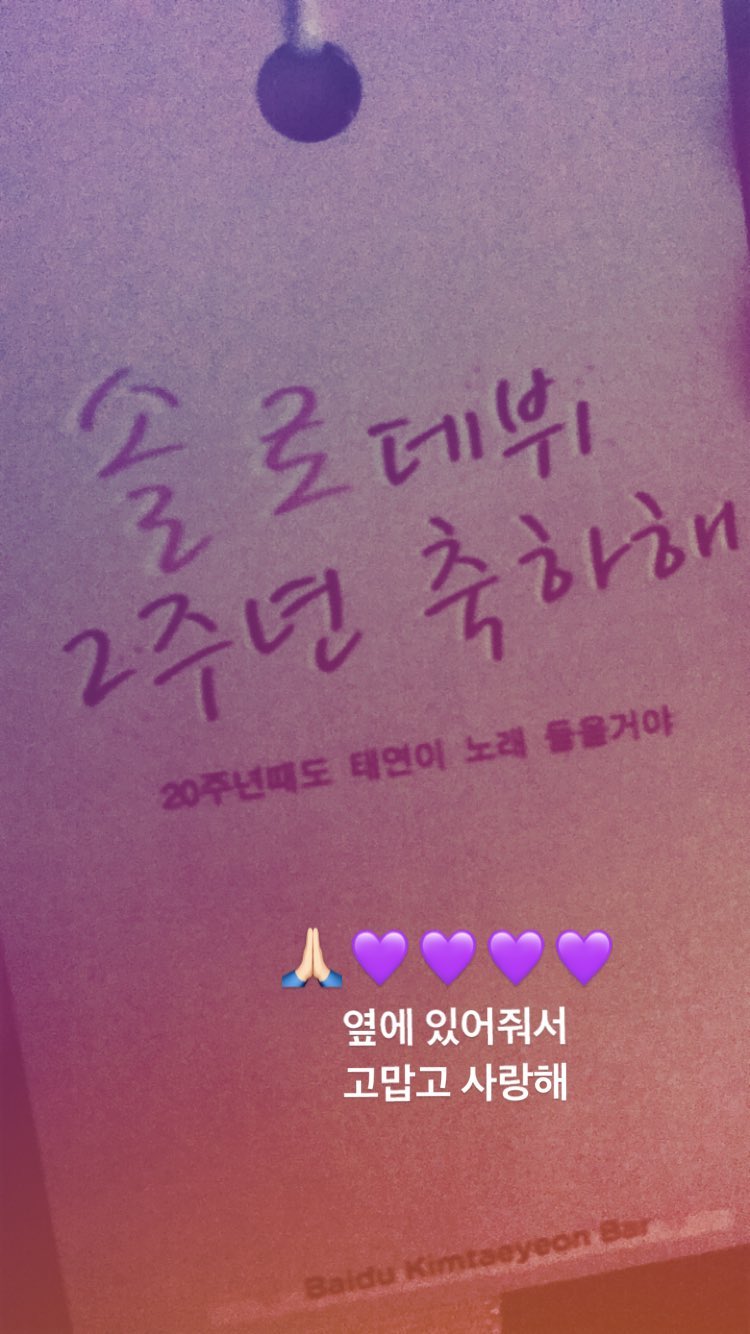 솔로데뷔
2주년 축하해
20주년때도 태연이 노래 들을거야
🙏🏻💜💜💜💜
옆에 있어줘서
고맙고 사랑해
Baidu Kimtaeyeon Bar